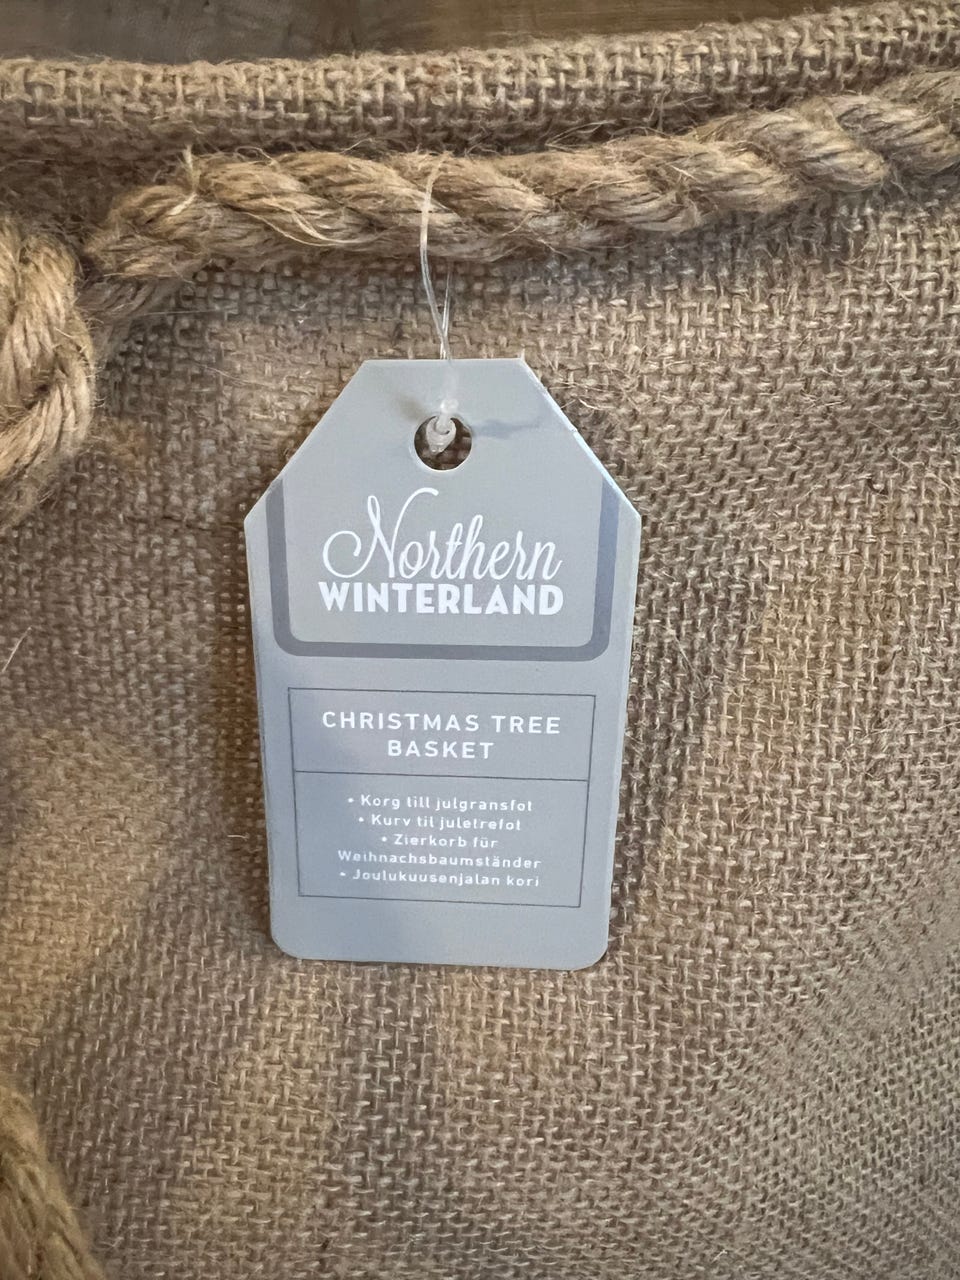 Northern
WINTERLAND
CHRISTMAS TREE
BASKET
• Korg till julgransfot
• Kurv til juletrefot
• Zierkorb für
Weihnachsbaumständer
• Joulukuusenjalan kori